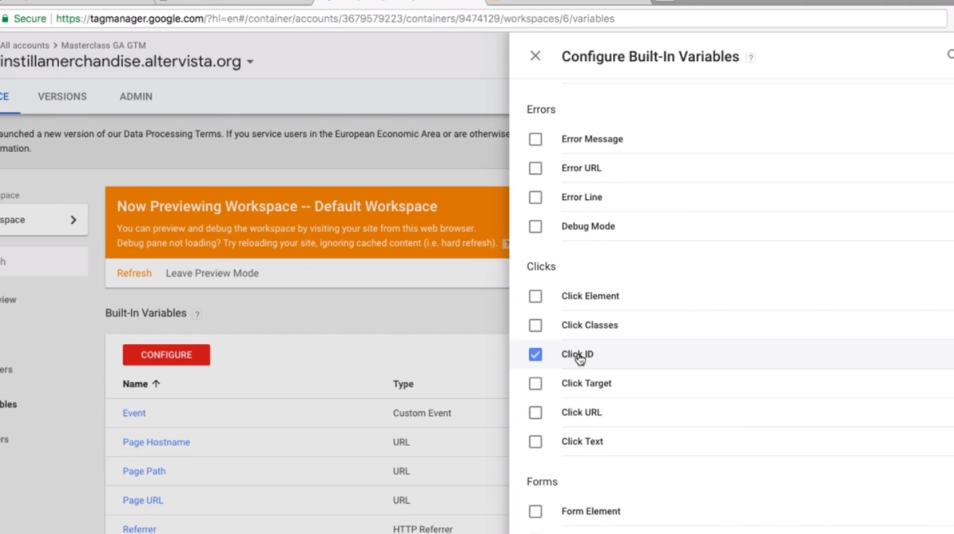 Secure | https://tagmanager.google.com/?hl=en#/container/accounts/3679579223/containers/9474129/workspaces/6/variables
All accounts > Masterclass GA GTM
instillamerchandise.altervista.org
CE VERSIONS ADMIN
aunched a new version of our Data Processing Terms. If you service users in the European Economic Area or are otherwise
mation.
pace
space
h
view
ers
bles
rs
Now Previewing Workspace -- Default Workspace
You can preview and debug the workspace by visiting your site from this web browser.
Debug pane not loading? Try reloading your site, ignoring cached content (i.e. hard refresh). ?
Refresh Leave Preview Mode
Built-In Variables ?
CONFIGURE
Name ↑ Type
Event Custom Event
Page Hostname URL
Page Path URL
Page URL URL
Referrer HTTP Referrer
Configure Built-In Variables ?
Errors
Error Message
Error URL
Error Line
Debug Mode
Clicks
Click Element
Click Classes
Click ID
Click Target
Click URL
Click Text
Forms
Form Element